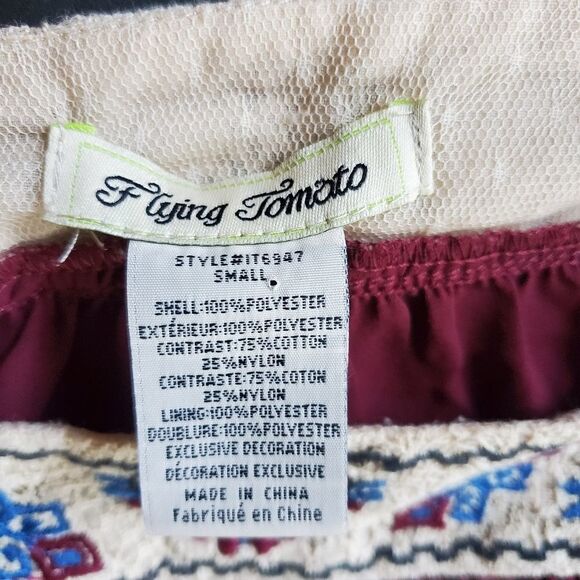 Flying Tomato
STYLE#IT6947
SMALL
SHELL:100%POLYESTER
EXTÉRIEUR:100%POLYESTER
CONTRAST:75%COTTON
25%NYLON
CONTRASTE:75%COTON
25%NYLON
LINING:100%POLYESTER
DOUBLURE:100%POLYESTER
EXCLUSIVE DECORATION
DÉCORATION EXCLUSIVE
MADE IN CHINA
Fabriqué en Chine